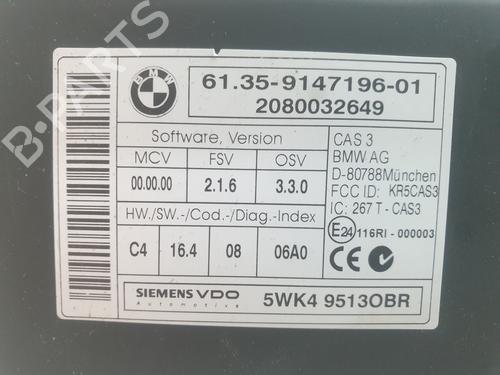 BMW
61.35-9147196-01
2080032649
Software, Version
MCV FSV OSV
00.00.00 2.1.6 3.3.0
HW./SW.-Cod.-Diag.-Index
C4 16.4 08 06A0
CAS 3
BMW AG
D-80788München
FCC ID: KR5CAS3
IC: 267 T - CAS3
E24 116RI - 000003
CE
SIEMENS VDO 5WK4 9513OBR
B-PARTS